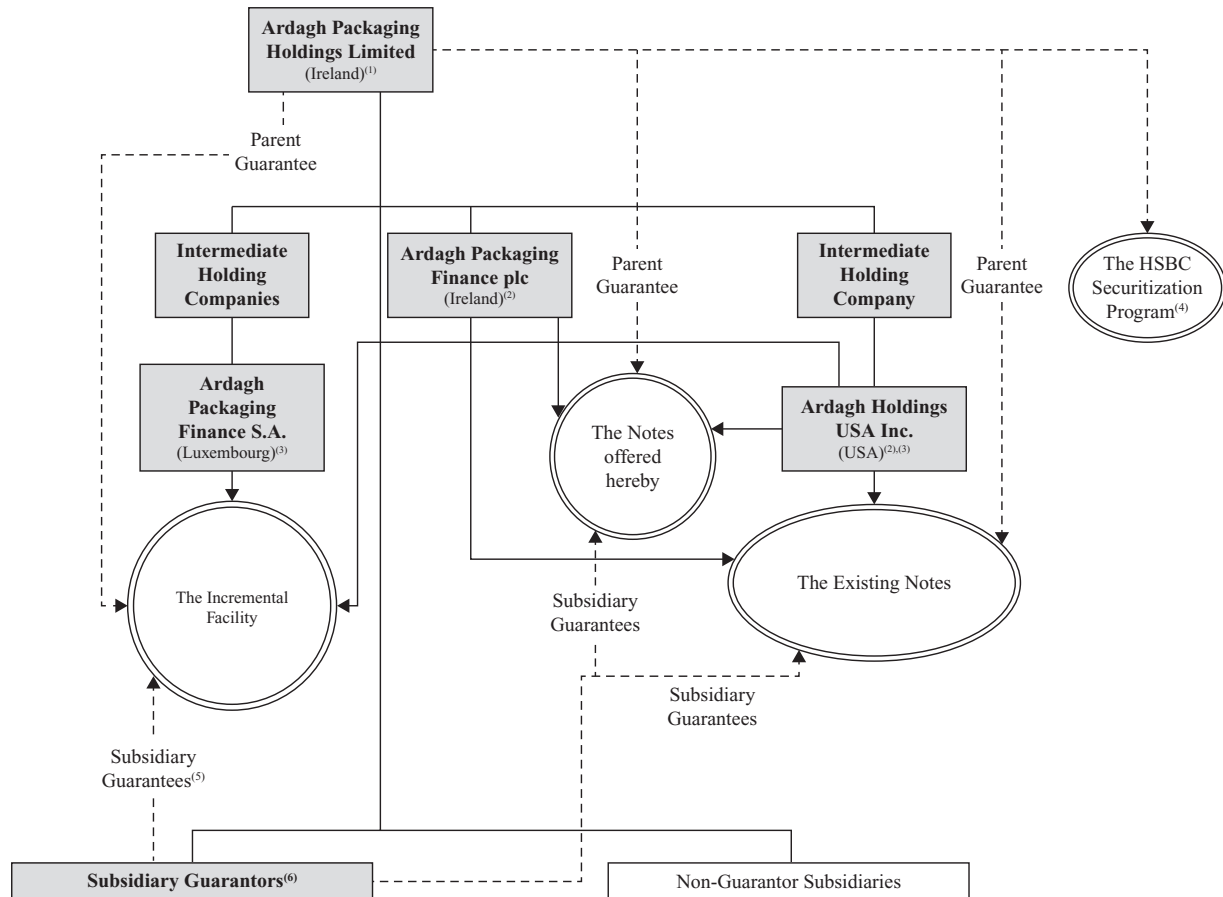 Ardagh Packaging
Holdings Limited
(Ireland)(1)
Parent
Guarantee
Intermediate
Holding
Companies
Ardagh Packaging
Finance plc
(Ireland)(2)
Parent
Guarantee
Intermediate
Holding
Company
Parent
Guarantee
The HSBC
Securitization
Program(4)
Ardagh
Packaging
Finance S.A.
(Luxembourg)(3)
The Notes
offered
hereby
Ardagh Holdings
USA Inc.
(USA)(2),(3)
The Incremental
Facility
The Existing Notes
Subsidiary
Guarantees
Subsidiary
Guarantees
Subsidiary
Guarantees(5)
Subsidiary Guarantors(6)
Non-Guarantor Subsidiaries